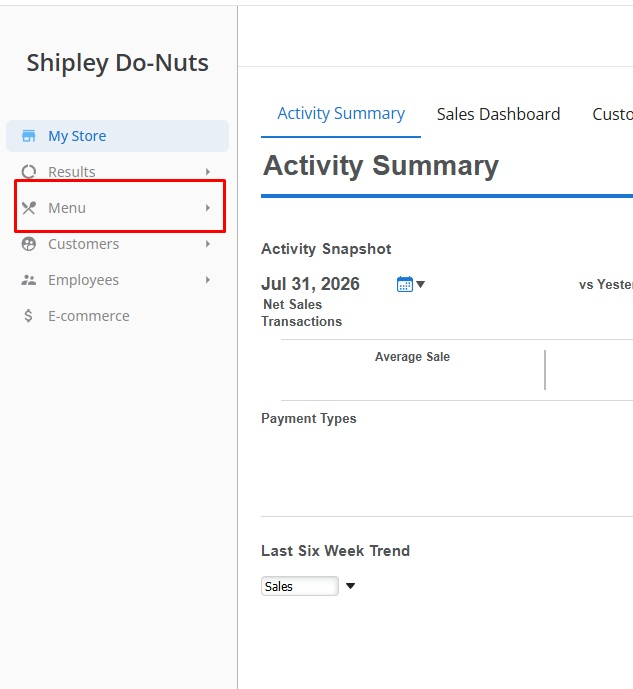 Shipley Do-Nuts
My Store
Results
Menu
Customers
Employees
$ E-commerce
Activity Summary Sales Dashboard Custo
Activity Summary
Activity Snapshot
Jul 31, 2026 vs Yester
Net Sales
Transactions
Average Sale
Payment Types
Last Six Week Trend
Sales